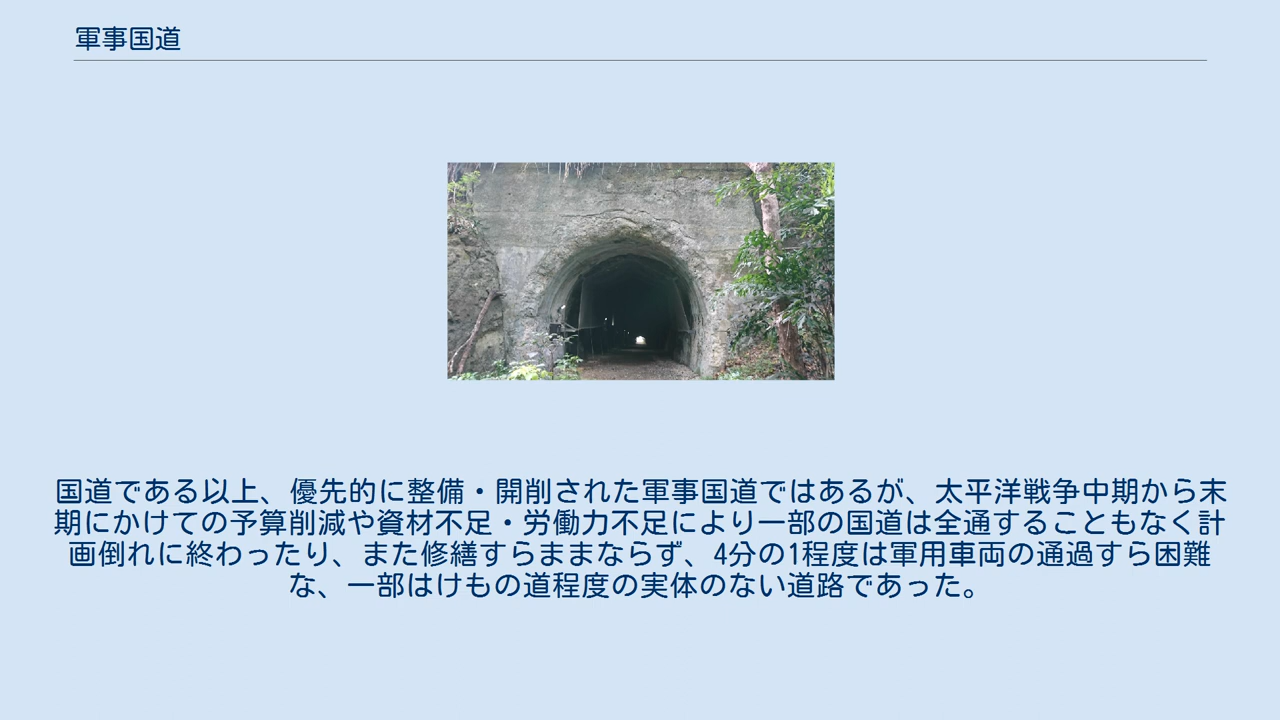 軍事国道
国道である以上、優先的に整備・開削された軍事国道ではあるが、太平洋戦争中期から末
期にかけての予算削減や資材不足・労働力不足により一部の国道は全通することもなく計
画倒れに終わったり、また修繕すらままならず、4分の1程度は軍用車両の通過すら困難
な、一部はけもの道程度の実体のない道路であった。